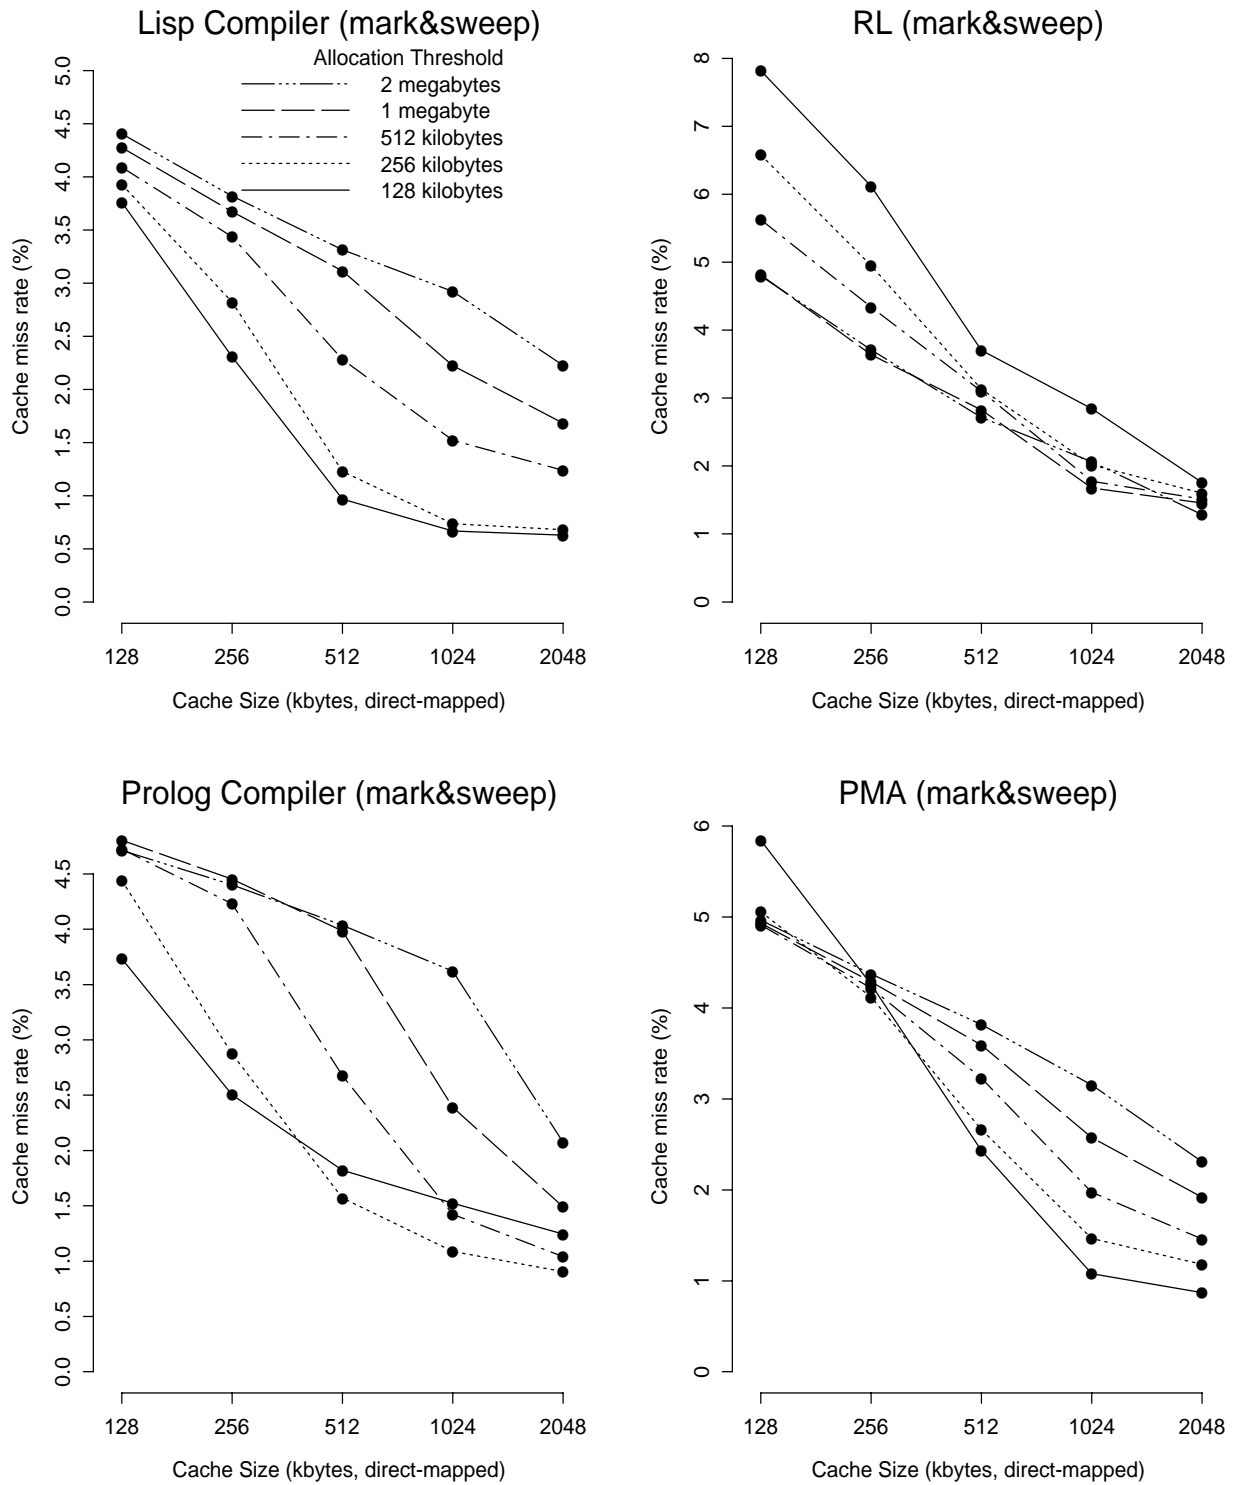 Lisp Compiler (mark&sweep)
Allocation Threshold
2 megabytes
1 megabyte
512 kilobytes
256 kilobytes
128 kilobytes
Cache miss rate (%)
5.0
4.5
4.0
3.5
3.0
2.5
2.0
1.5
1.0
0.5
0.0
128 256 512 1024 2048
Cache Size (kbytes, direct-mapped)
RL (mark&sweep)
Cache miss rate (%)
8
7
6
5
4
3
2
1
0
128 256 512 1024 2048
Cache Size (kbytes, direct-mapped)
Prolog Compiler (mark&sweep)
Cache miss rate (%)
4.5
4.0
3.5
3.0
2.5
2.0
1.5
1.0
0.5
0.0
128 256 512 1024 2048
Cache Size (kbytes, direct-mapped)
PMA (mark&sweep)
Cache miss rate (%)
6
5
4
3
2
1
0
128 256 512 1024 2048
Cache Size (kbytes, direct-mapped)